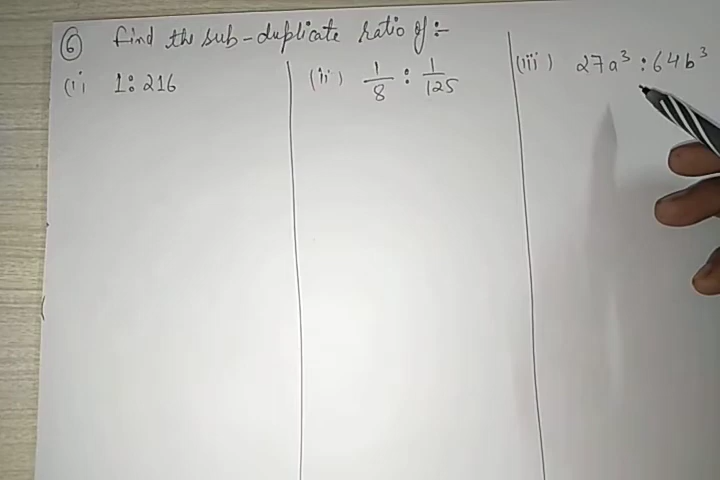 ⑥ Find the sub-duplicate ratio of :-
(i) 1:216
(ii) 1/8 : 1/125
(iii) 27a³ : 64b³